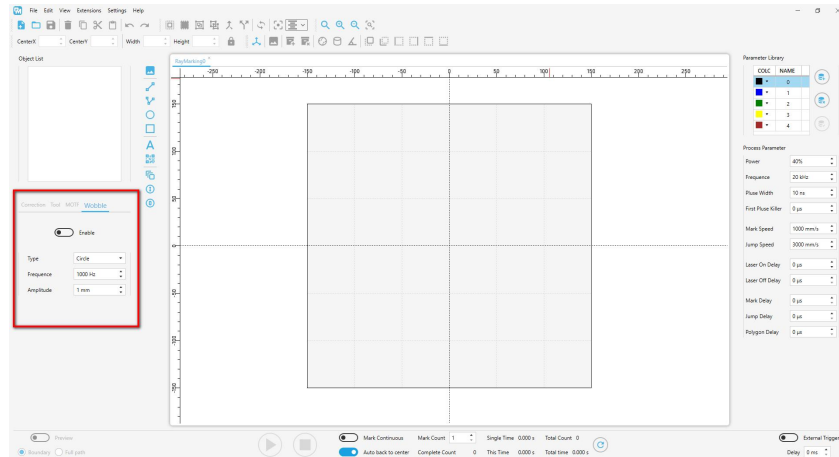 File Edit View Extensions Settings Help
CenterX CenterY Width Height
Object List
RayMarking0
Parameter Library
-250 -200 -150 -100 -50 0 50 100 150 200 250
COLC NAME
0
1
2
3
4
150
100
50
0
-50
-100
-150
Correction Tool MOTF Wobble
Enable
Type Circle
Frequence 1000 Hz
Amplitude 1 mm
Process Parameter
Power 40%
Frequence 20 kHz
Pluse Width 10 ns
First Pluse Killer 0 μs
Mark Speed 1000 mm/s
Jump Speed 3000 mm/s
Laser On Delay 0 μs
Laser Off Delay 0 μs
Mark Delay 0 μs
Jump Delay 0 μs
Polygon Delay 0 μs
Preview
Boundary Full path
Mark Continuous Mark Count 1 Single Time 0.000 s Total Count 0
Auto back to center Complete Count 0 This Time 0.000 s Total time 0.000 s
External Trigger
Delay 0 ms